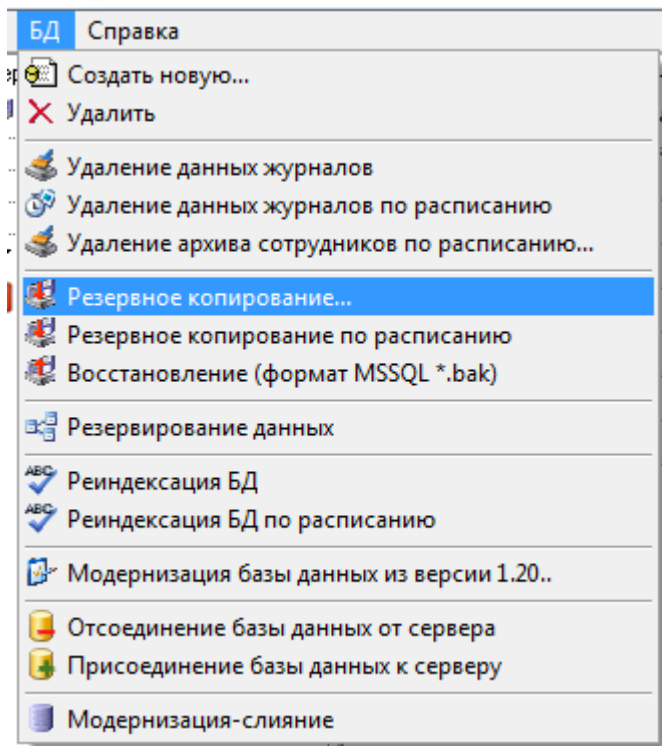 БД Справка
Создать новую...
Удалить
Удаление данных журналов
Удаление данных журналов по расписанию
Удаление архива сотрудников по расписанию...
Резервное копирование...
Резервное копирование по расписанию
Восстановление (формат MSSQL *.bak)
Резервирование данных
Реиндексация БД
Реиндексация БД по расписанию
Модернизация базы данных из версии 1.20..
Отсоединение базы данных от сервера
Присоединение базы данных к серверу
Модернизация-слияние